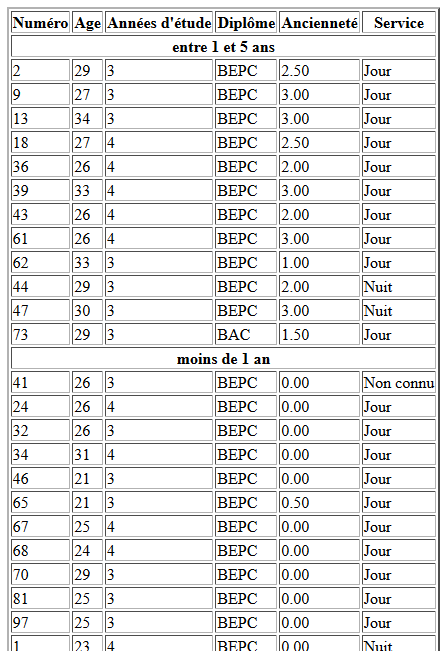 Numéro Age Années d'étude Diplôme Ancienneté Service
entre 1 et 5 ans
2 29 3 BEPC 2.50 Jour
9 27 3 BEPC 3.00 Jour
13 34 3 BEPC 3.00 Jour
18 27 4 BEPC 2.50 Jour
36 26 4 BEPC 2.00 Jour
39 33 4 BEPC 3.00 Jour
43 26 4 BEPC 2.00 Jour
61 26 4 BEPC 3.00 Jour
62 33 3 BEPC 1.00 Jour
44 29 3 BEPC 2.00 Nuit
47 30 3 BEPC 3.00 Nuit
73 29 3 BAC 1.50 Jour
moins de 1 an
41 26 3 BEPC 0.00 Non connu
24 26 4 BEPC 0.00 Jour
32 26 3 BEPC 0.00 Jour
34 31 4 BEPC 0.00 Jour
46 21 3 BEPC 0.00 Jour
65 21 3 BEPC 0.50 Jour
67 25 4 BEPC 0.00 Jour
68 24 4 BEPC 0.00 Jour
70 29 3 BEPC 0.00 Jour
81 25 3 BEPC 0.00 Jour
97 25 3 BEPC 0.00 Jour
1 23 4 BEPC 0.00 Nuit